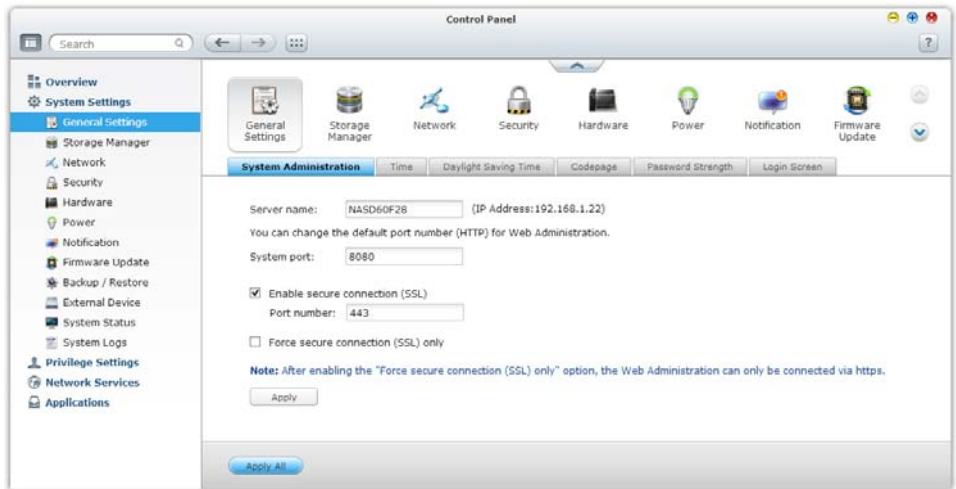 Control Panel
Search
?
Overview
System Settings
General Settings
Storage Manager
Network
Security
Hardware
Power
Notification
Firmware Update
Backup / Restore
External Device
System Status
System Logs
Privilege Settings
Network Services
Applications
General Settings
Storage Manager
Network
Security
Hardware
Power
Notification
Firmware Update
System Administration
Time
Daylight Saving Time
Codepage
Password Strength
Login Screen
Server name: NASD60F28 (IP Address:192.168.1.22)
You can change the default port number (HTTP) for Web Administration.
System port: 8080
Enable secure connection (SSL)
Port number: 443
Force secure connection (SSL) only
Note: After enabling the "Force secure connection (SSL) only" option, the Web Administration can only be connected via https.
Apply
Apply All